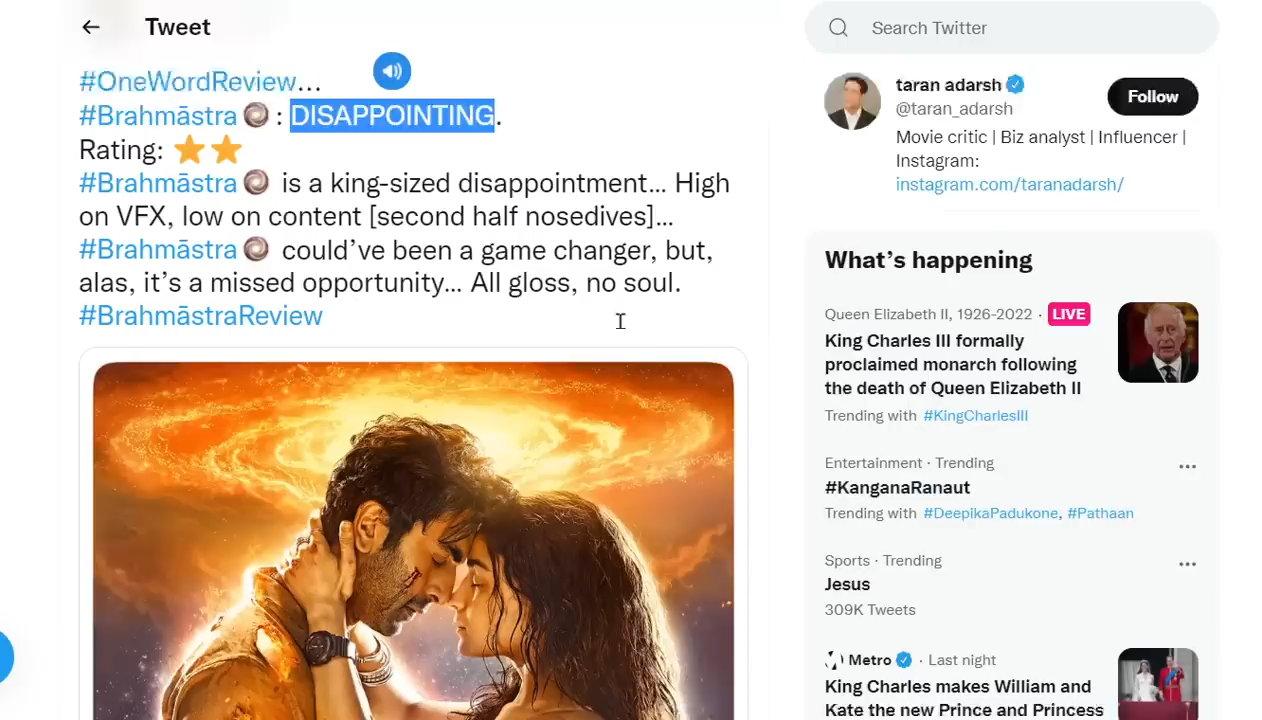 Tweet
#OneWordReview...
#Brahmāstra : DISAPPOINTING.
Rating: ⭐⭐
#Brahmāstra is a king-sized disappointment... High
on VFX, low on content [second half nosedives]...
#Brahmāstra could’ve been a game changer, but,
alas, it’s a missed opportunity... All gloss, no soul.
#BrahmāstraReview
Search Twitter
taran adarsh
@taran_adarsh
Follow
Movie critic | Biz analyst | Influencer |
Instagram:
instagram.com/taranadarsh/
What’s happening
Queen Elizabeth II, 1926-2022 · LIVE
King Charles III formally
proclaimed monarch following
the death of Queen Elizabeth II
Trending with #KingCharlesIII
Entertainment · Trending
#KanganaRanaut
Trending with #DeepikaPadukone, #Pathaan
Sports · Trending
Jesus
309K Tweets
Metro · Last night
King Charles makes William and
Kate the new Prince and Princess